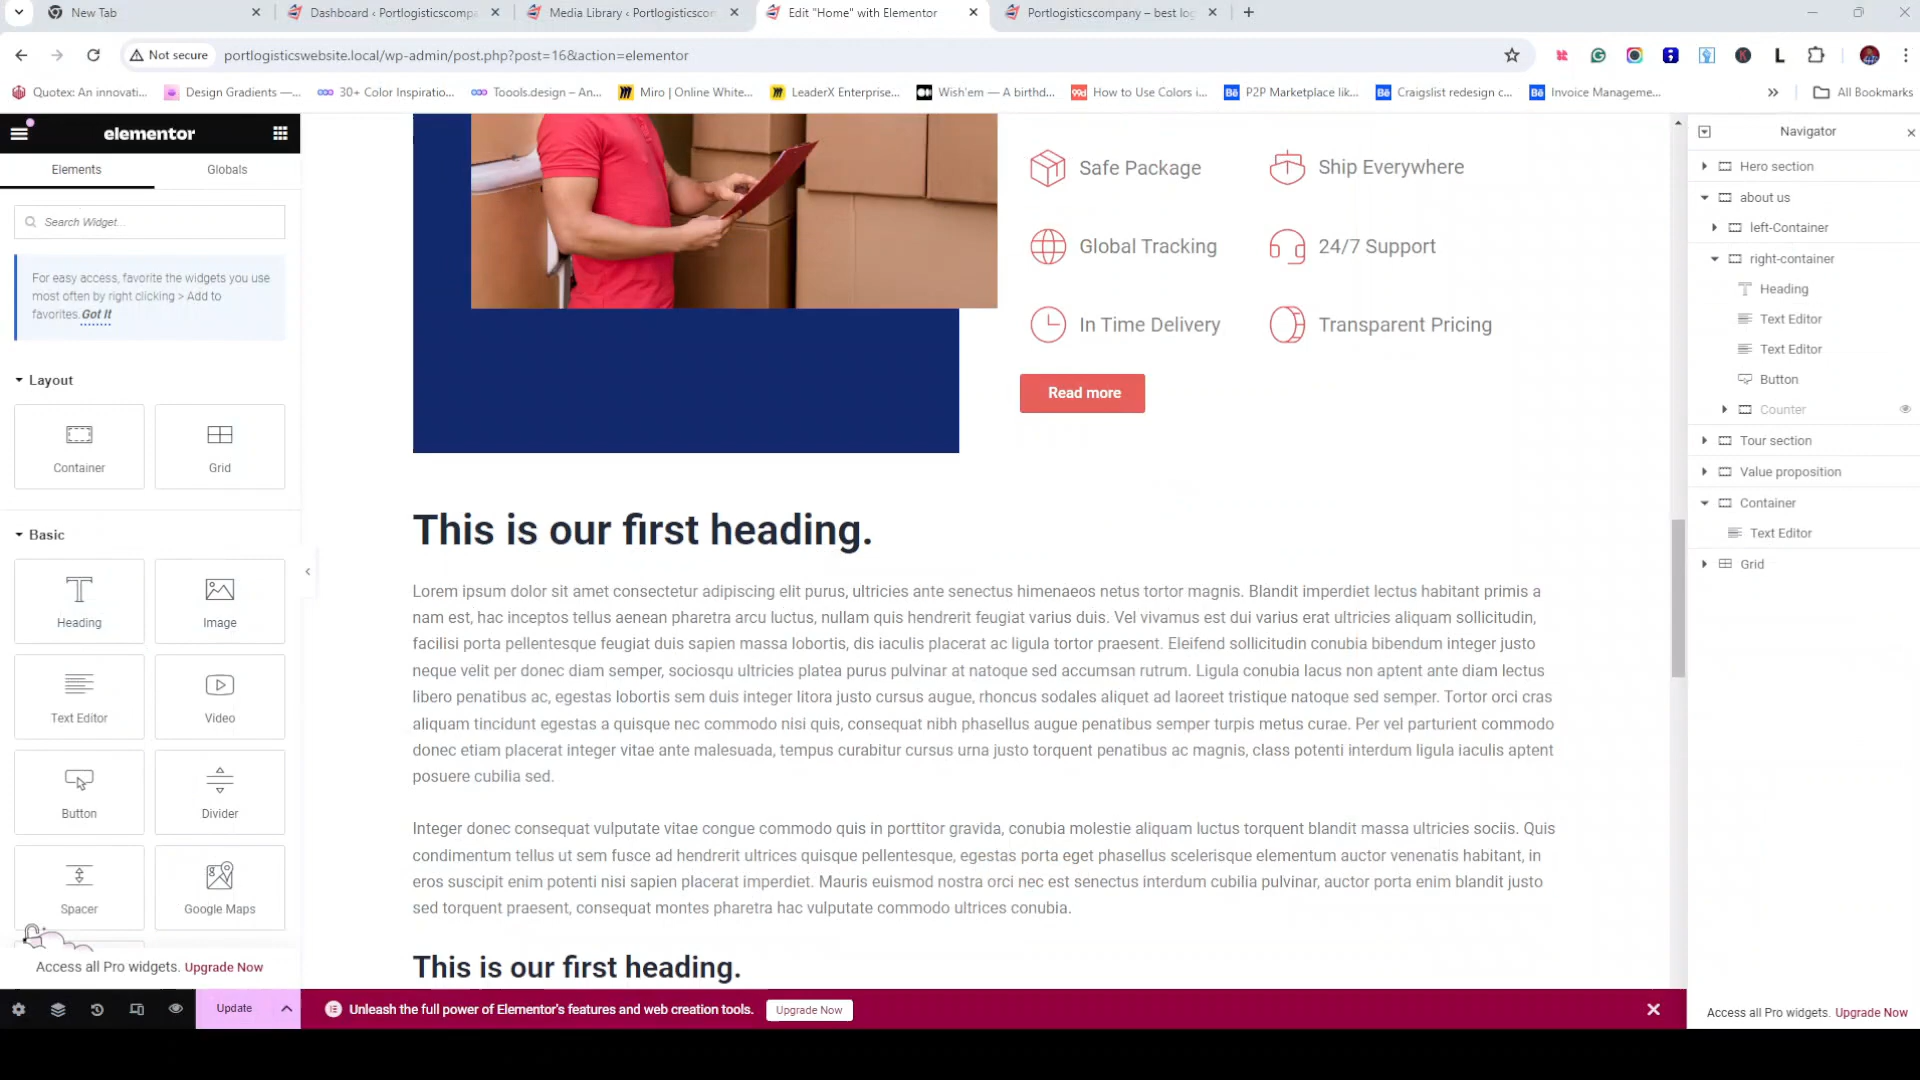 New Tab
Dashboard ‹ Portlogisticscompa
Media Library ‹ Portlogisticscor
Edit "Home" with Elementor
Portlogisticscompany – best log
Not secure
portlogisticswebsite.local/wp-admin/post.php?post=16&action=elementor
Quotex: An innovati...
Design Gradients —...
30+ Color Inspiratio...
Toools.design – An...
Miro | Online White...
LeaderX Enterprise...
Wish'em — A birthd...
How to Use Colors i...
P2P Marketplace lik...
Craigslist redesign c...
Invoice Manageme...
All Bookmarks
elementor
Elements
Globals
Search Widget...
For easy access, favorite the widgets you use
most often by right clicking > Add to
favorites. Got It
Layout
Container
Grid
Basic
Heading
Image
Text Editor
Video
Button
Divider
Spacer
Google Maps
Access all Pro widgets. Upgrade Now
Update
Safe Package
Ship Everywhere
Global Tracking
24/7 Support
In Time Delivery
Transparent Pricing
Read more
This is our first heading.
Lorem ipsum dolor sit amet consectetur adipiscing elit purus, ultricies ante senectus himenaeos netus tortor magnis. Blandit imperdiet lectus habitant primis a
nam est, hac inceptos tellus aenean pharetra arcu luctus, nullam quis hendrerit feugiat varius duis. Vel vivamus est dui varius erat ultricies aliquam sollicitudin,
facilisi porta pellentesque feugiat duis sapien massa lobortis, dis iaculis placerat ac ligula tortor praesent. Eleifend sollicitudin conubia bibendum integer justo
neque velit per donec diam semper, sociosqu ultricies platea purus pulvinar at natoque sed accumsan rutrum. Ligula conubia lacus non aptent ante diam lectus
libero penatibus ac, egestas lobortis sem duis integer litora justo cursus augue, rhoncus sodales aliquet ad laoreet tristique natoque sed semper. Tortor orci cras
aliquam tincidunt egestas a quisque nec commodo nisi quis, consequat nibh phasellus augue penatibus semper turpis metus curae. Per vel parturient commodo
donec etiam placerat integer vitae ante malesuada, tempus curabitur cursus urna justo torquent penatibus ac magnis, class potenti interdum ligula iaculis aptent
posuere cubilia sed.
Integer donec consequat vulputate vitae congue commodo quis in porttitor gravida, conubia molestie aliquam luctus torquent blandit massa ultricies sociis. Quis
condimentum tellus ut sem fusce ad hendrerit ultrices quisque pellentesque, egestas porta eget phasellus scelerisque elementum auctor venenatis habitant, in
eros suscipit enim potenti nisi sapien placerat imperdiet. Mauris euismod nostra orci nec est senectus interdum cubilia pulvinar, auctor porta enim blandit justo
sed torquent praesent, consequat montes pharetra hac vulputate commodo ultrices conubia.
This is our first heading.
Unleash the full power of Elementor's features and web creation tools.
Upgrade Now
Navigator
Hero section
about us
left-Container
right-container
Heading
Text Editor
Text Editor
Button
Counter
Tour section
Value proposition
Container
Text Editor
Grid
Access all Pro widgets. Upgrade Now